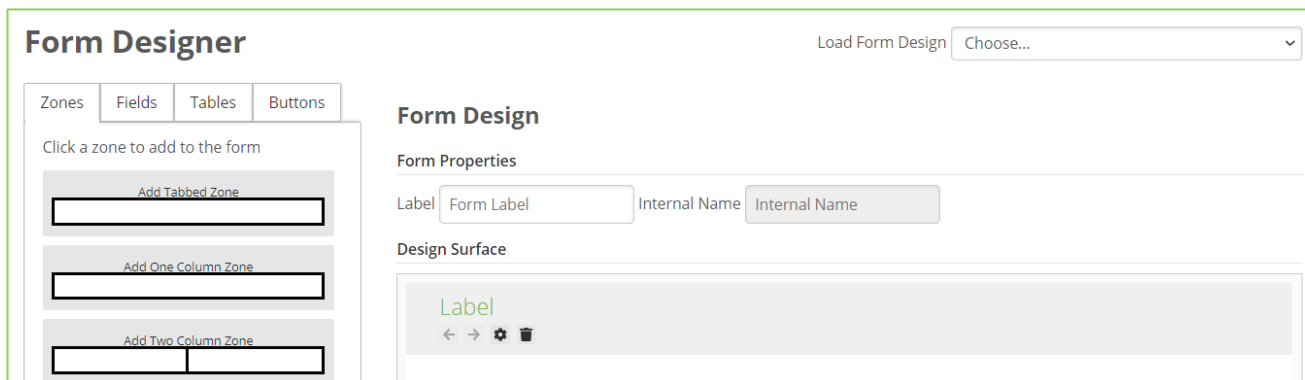 Form Designer
Load Form Design Choose...
Zones Fields Tables Buttons
Click a zone to add to the form
Add Tabbed Zone
Add One Column Zone
Add Two Column Zone
Form Design
Form Properties
Label Form Label Internal Name Internal Name
Design Surface
Label